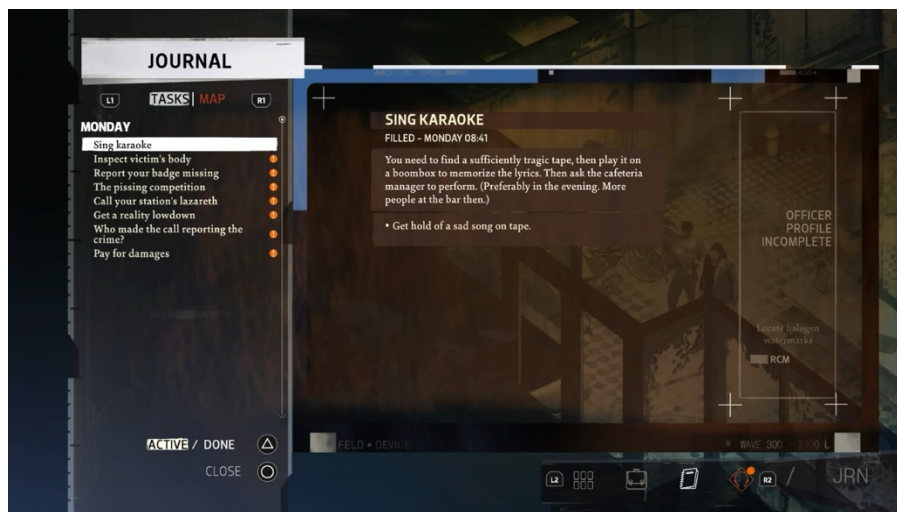 JOURNAL
L1 TASKS | MAP R1
MONDAY
Sing karaoke
Inspect victim's body
Report your badge missing
The pissing competition
Call your station's lazareth
Get a reality lowdown
Who made the call reporting the
crime?
Pay for damages
ACTIVE / DONE
CLOSE
SING KARAOKE
FILLED – MONDAY 08:41
You need to find a sufficiently tragic tape, then play it on
a boombox to memorize the lyrics. Then ask the cafeteria
manager to perform. (Preferably in the evening. More
people at the bar then.)
• Get hold of a sad song on tape.
OFFICER
PROFILE
INCOMPLETE
Locate halogen
watermarks
RCM
FELD • DEVICE
WAVE 300 - 2100 L
L2 R2 / JRN